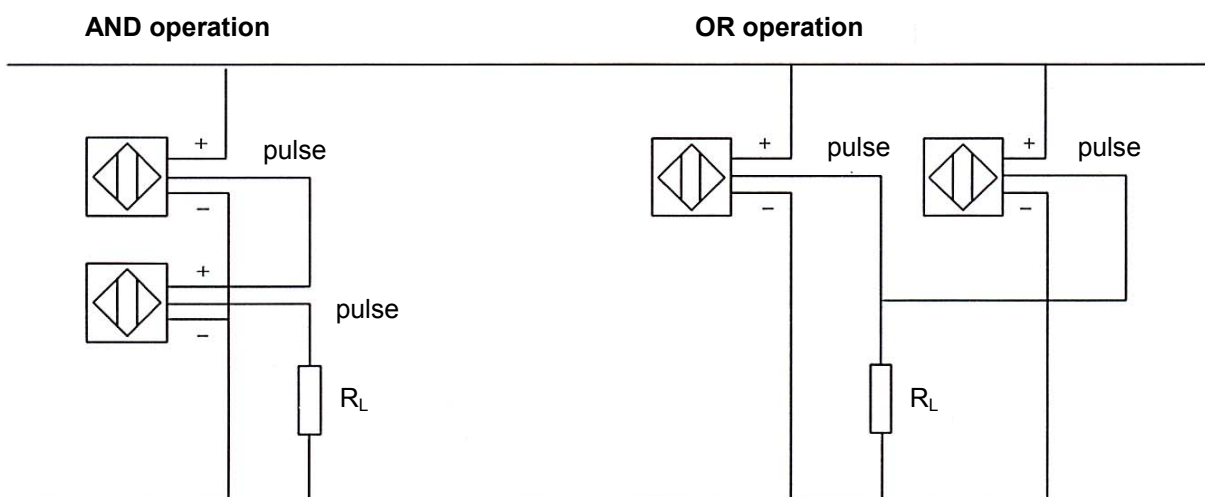 AND operation
OR operation
+
pulse
−
+
pulse
−
R_L
+
pulse
−
+
pulse
−
R_L